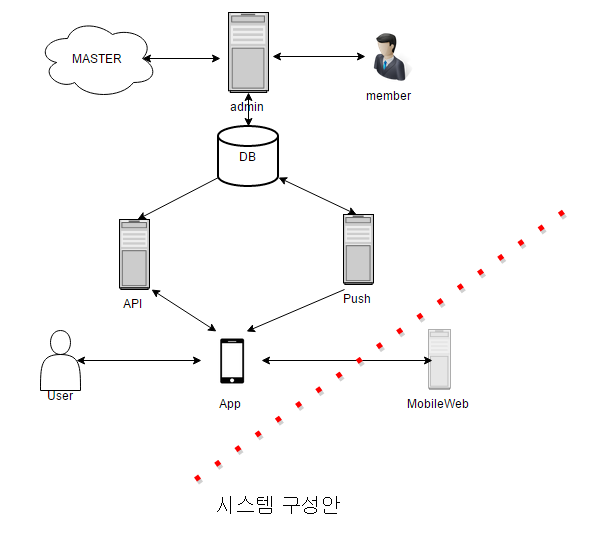 MASTER
admin
member
DB
API
Push
User
App
MobileWeb
시스템 구성안